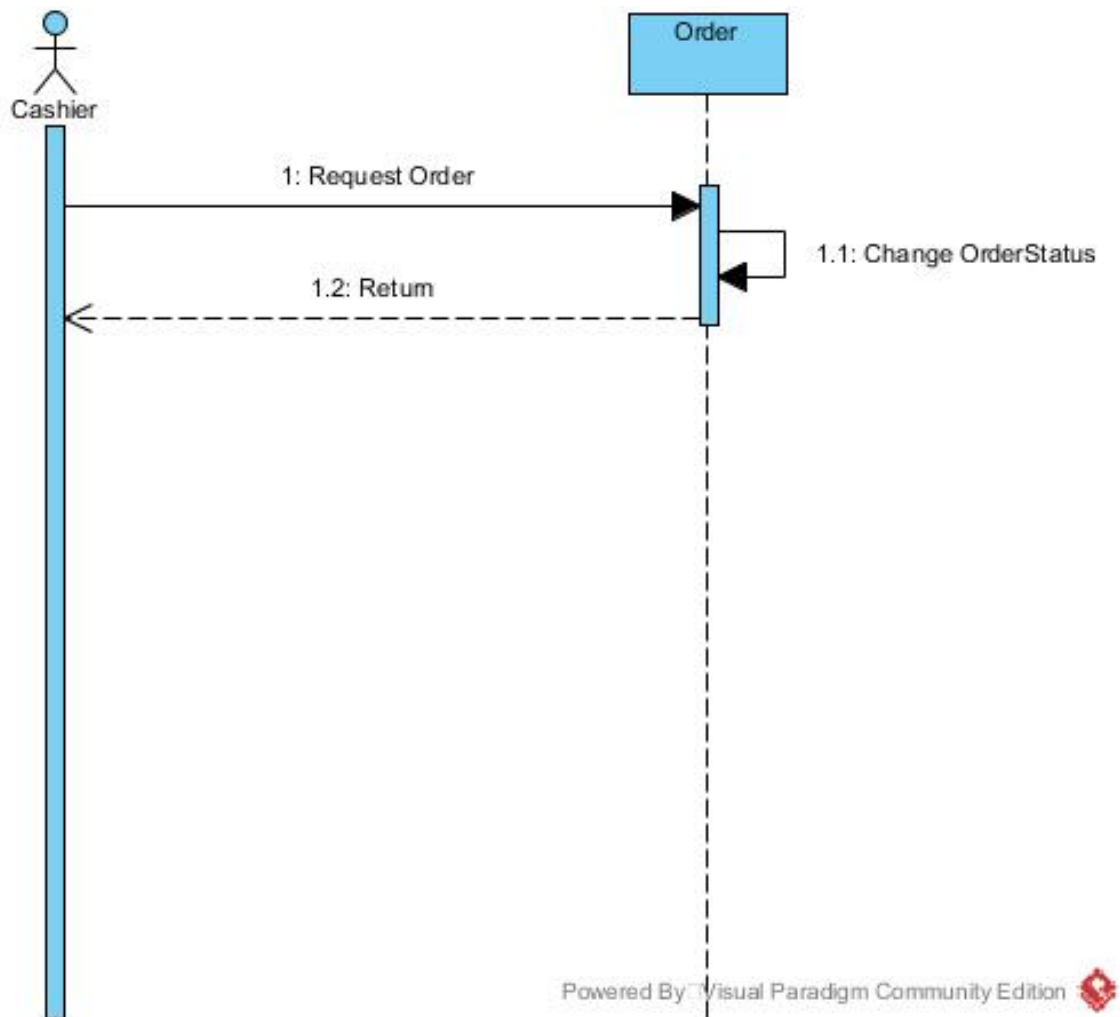 Order
Cashier
1: Request Order
1.1: Change OrderStatus
1.2: Return
Powered By Visual Paradigm Community Edition